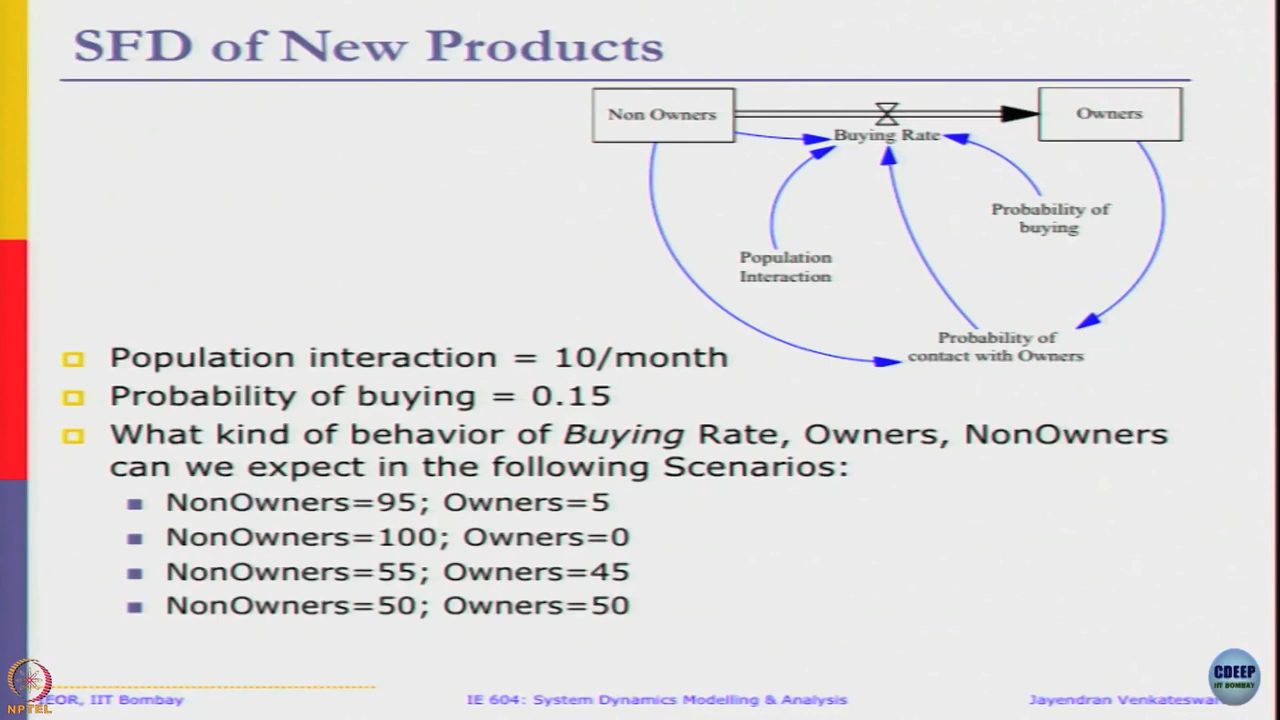 SFD of New Products
Non Owners
Owners
Buying Rate
Probability of
buying
Population
Interaction
Probability of
contact with Owners
Population interaction = 10/month
Probability of buying = 0.15
What kind of behavior of Buying Rate, Owners, NonOwners
can we expect in the following Scenarios:
NonOwners=95; Owners=5
NonOwners=100; Owners=0
NonOwners=55; Owners=45
NonOwners=50; Owners=50
EOR, IIT Bombay
IE 604: System Dynamics Modelling & Analysis
Jayendran
NPTEL
CDEEP
IIT BOMBAY